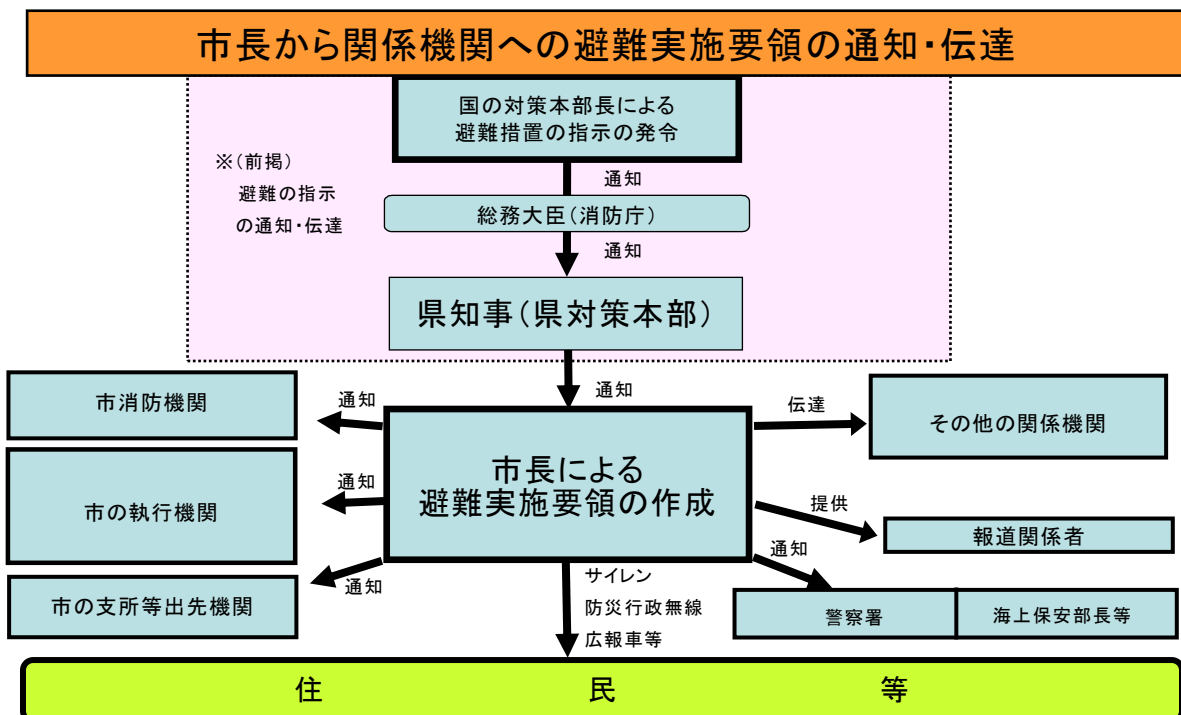 市長から関係機関への避難実施要領の通知・伝達
国の対策本部長による
避難措置の指示の発令
※(前掲)
避難の指示
の通知・伝達
通知
総務大臣(消防庁)
通知
県知事(県対策本部)
通知
市消防機関
通知
伝達
その他の関係機関
市長による
避難実施要領の作成
市の執行機関
通知
提供
報道関係者
市の支所等出先機関
通知
通知
警察署
海上保安部長等
サイレン
防災行政無線
広報車等
住 民 等